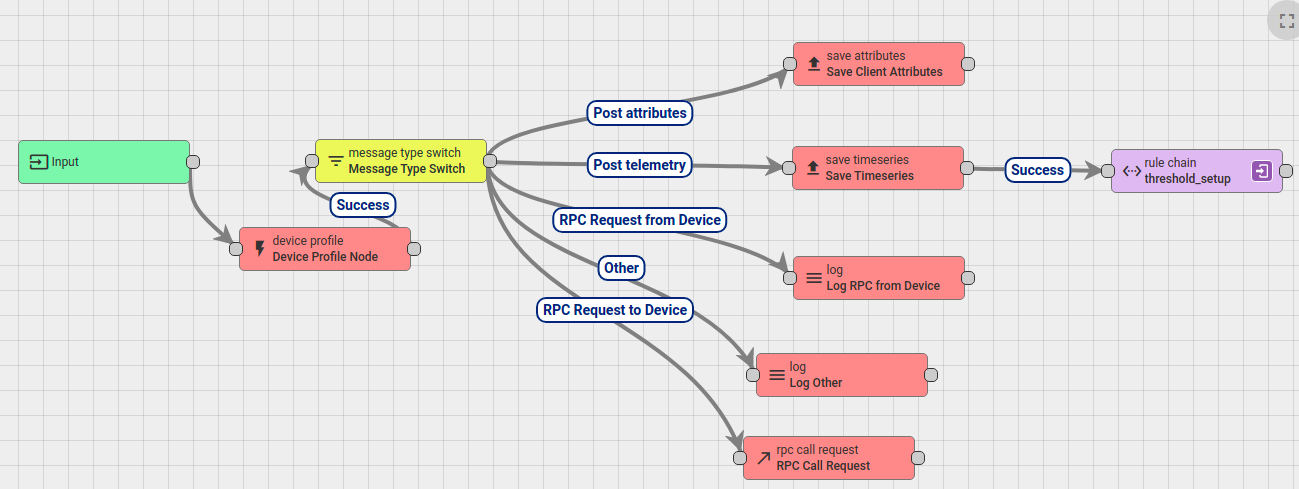 save attributes
Save Client Attributes
Post attributes
Input
message type switch
Message Type Switch
Post telemetry
save timeseries
Save Timeseries
Success
rule chain
threshold_setup
Success
RPC Request from Device
device profile
Device Profile Node
Other
log
Log RPC from Device
RPC Request to Device
log
Log Other
rpc call request
RPC Call Request